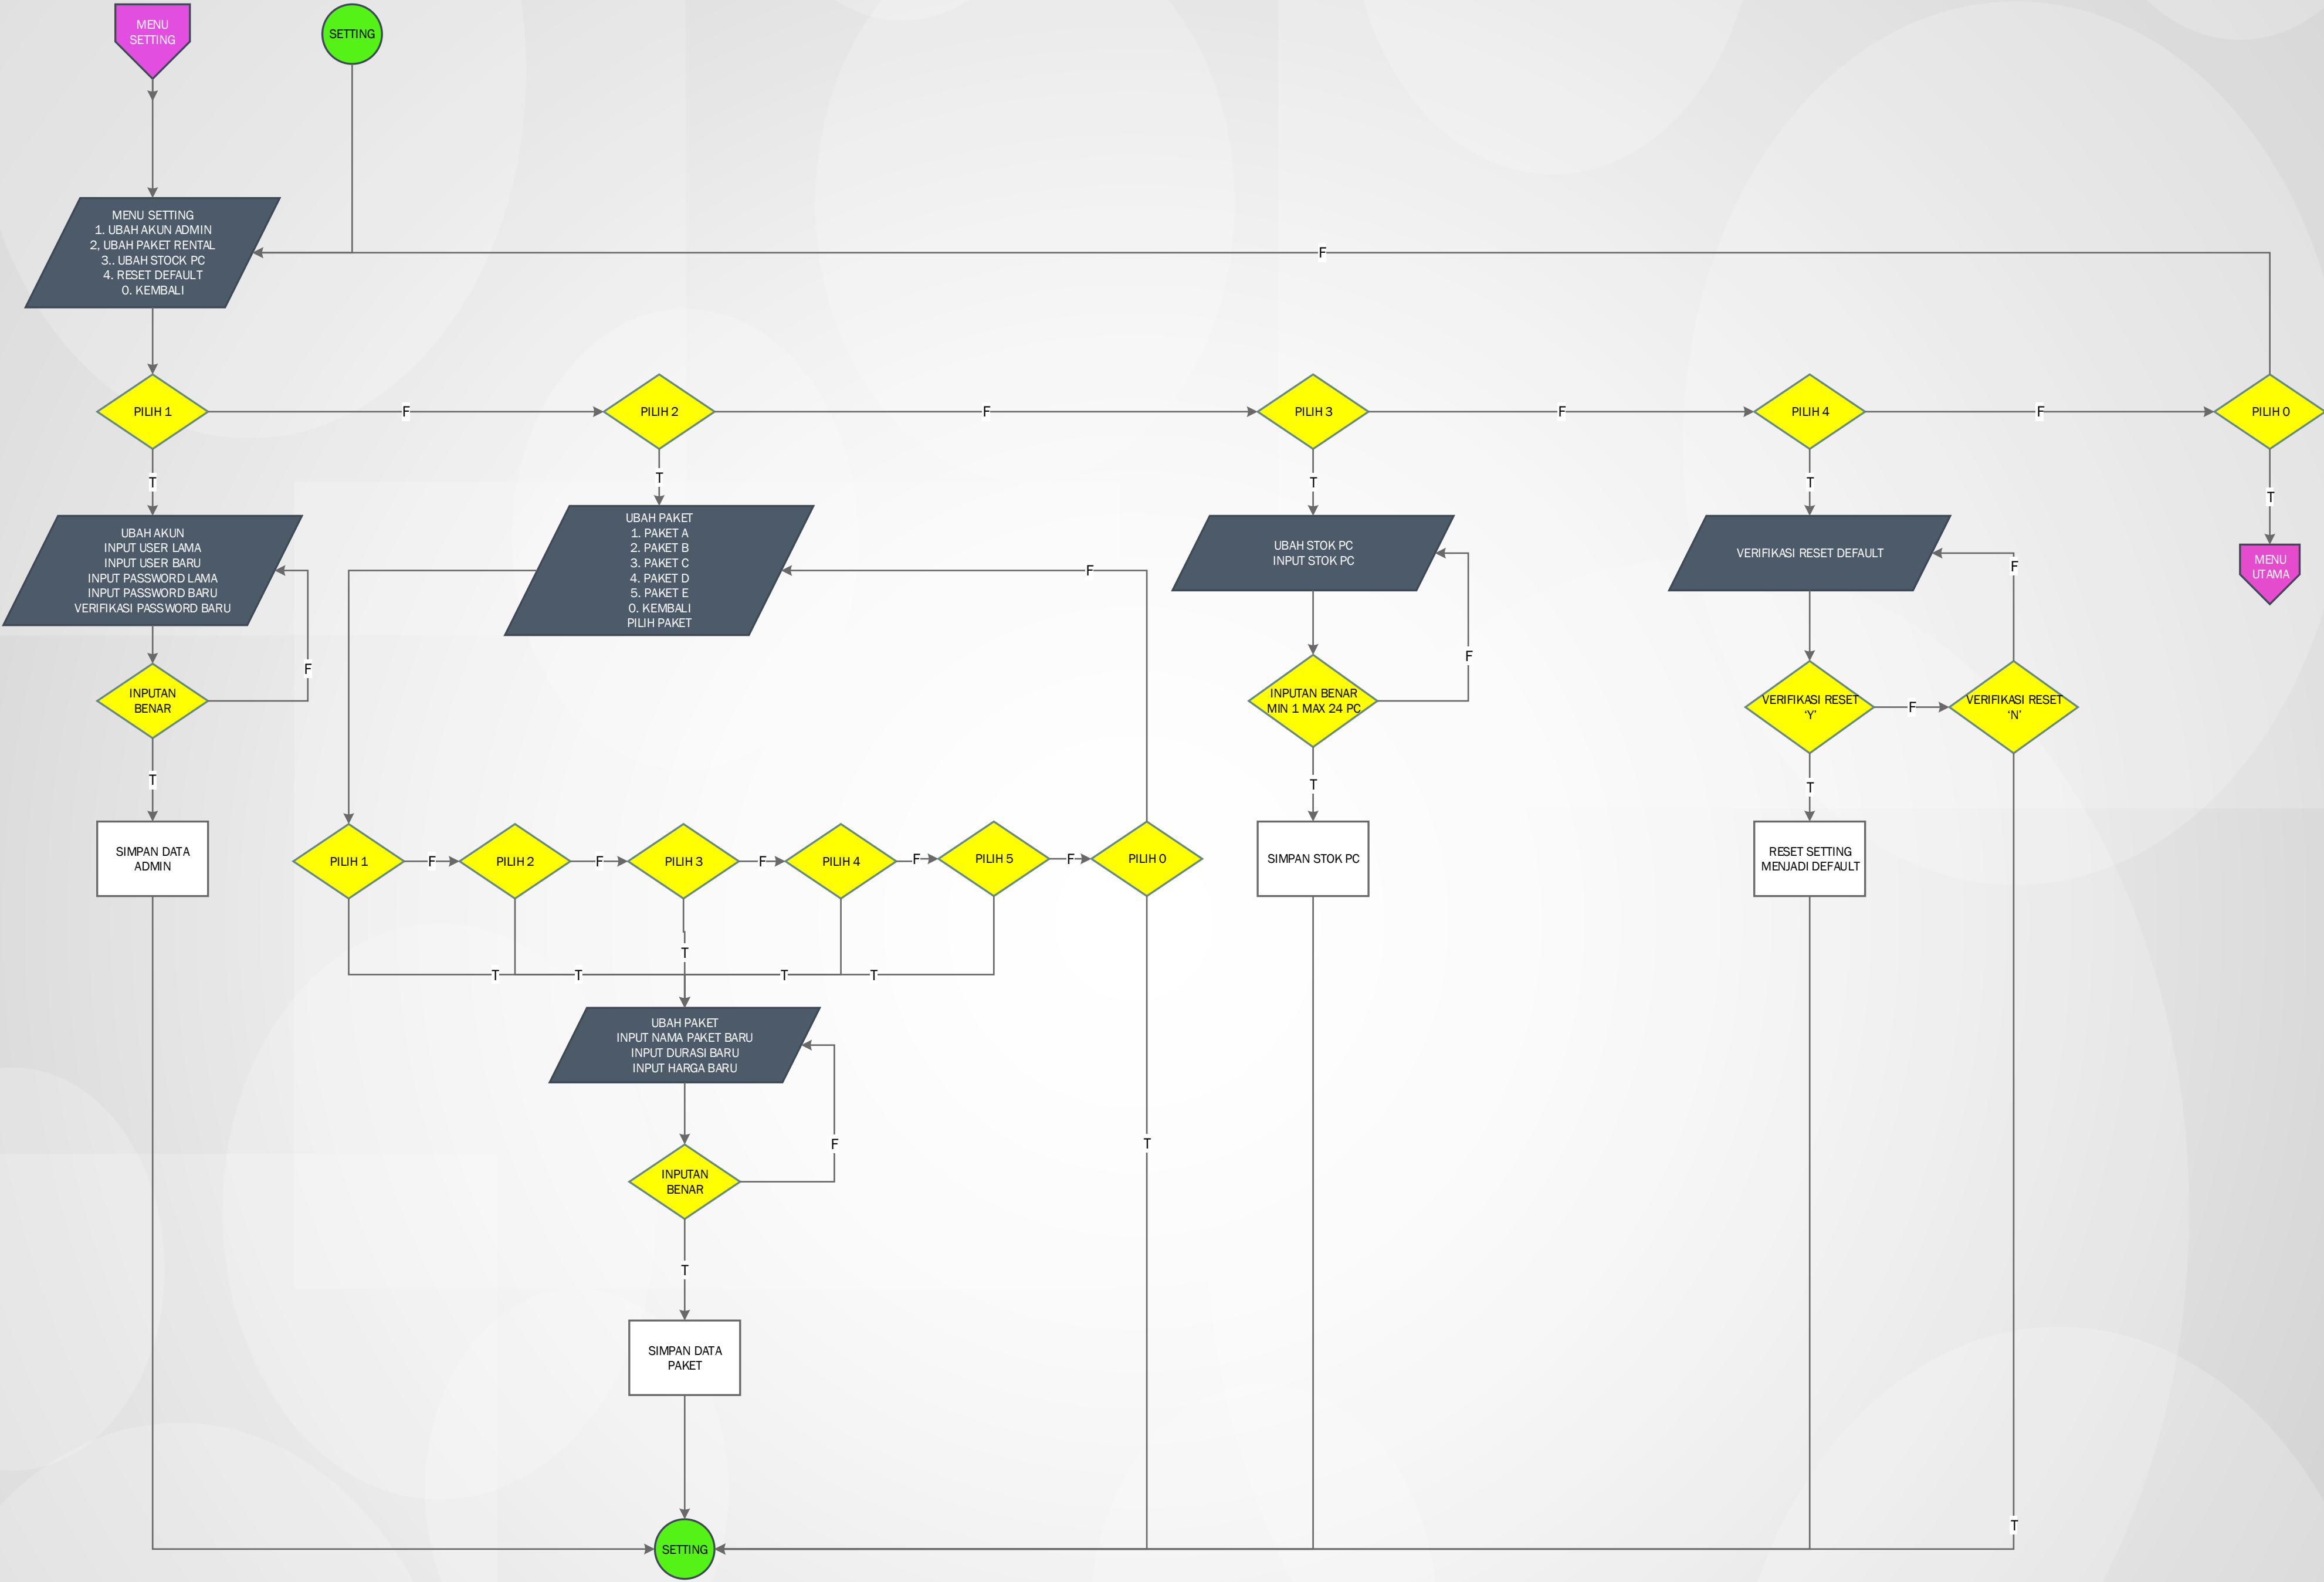 MENU
SETTING
SETTING
MENU SETTING
1. UBAH AKUN ADMIN
2, UBAH PAKET RENTAL
3.. UBAH STOCK PC
4. RESET DEFAULT
0. KEMBALI
F
PILIH 1
F
PILIH 2
F
PILIH 3
F
PILIH 4
F
PILIH 0
T
T
T
T
T
UBAH AKUN
INPUT USER LAMA
INPUT USER BARU
INPUT PASSWORD LAMA
INPUT PASSWORD BARU
VERIFIKASI PASSWORD BARU
UBAH PAKET
1. PAKET A
2. PAKET B
3. PAKET C
4. PAKET D
5. PAKET E
0. KEMBALI
PILIH PAKET
F
UBAH STOK PC
INPUT STOK PC
VERIFIKASI RESET DEFAULT
F
MENU
UTAMA
F
F
INPUTAN
BENAR
INPUTAN BENAR
MIN 1 MAX 24 PC
VERIFIKASI RESET
‘Y’
F
VERIFIKASI RESET
‘N’
T
T
T
SIMPAN DATA
ADMIN
PILIH 1
F
PILIH 2
F
PILIH 3
F
PILIH 4
F
PILIH 5
F
PILIH 0
SIMPAN STOK PC
RESET SETTING
MENJADI DEFAULT
T
T
T
T
T
UBAH PAKET
INPUT NAMA PAKET BARU
INPUT DURASI BARU
INPUT HARGA BARU
F
T
INPUTAN
BENAR
T
SIMPAN DATA
PAKET
T
SETTING